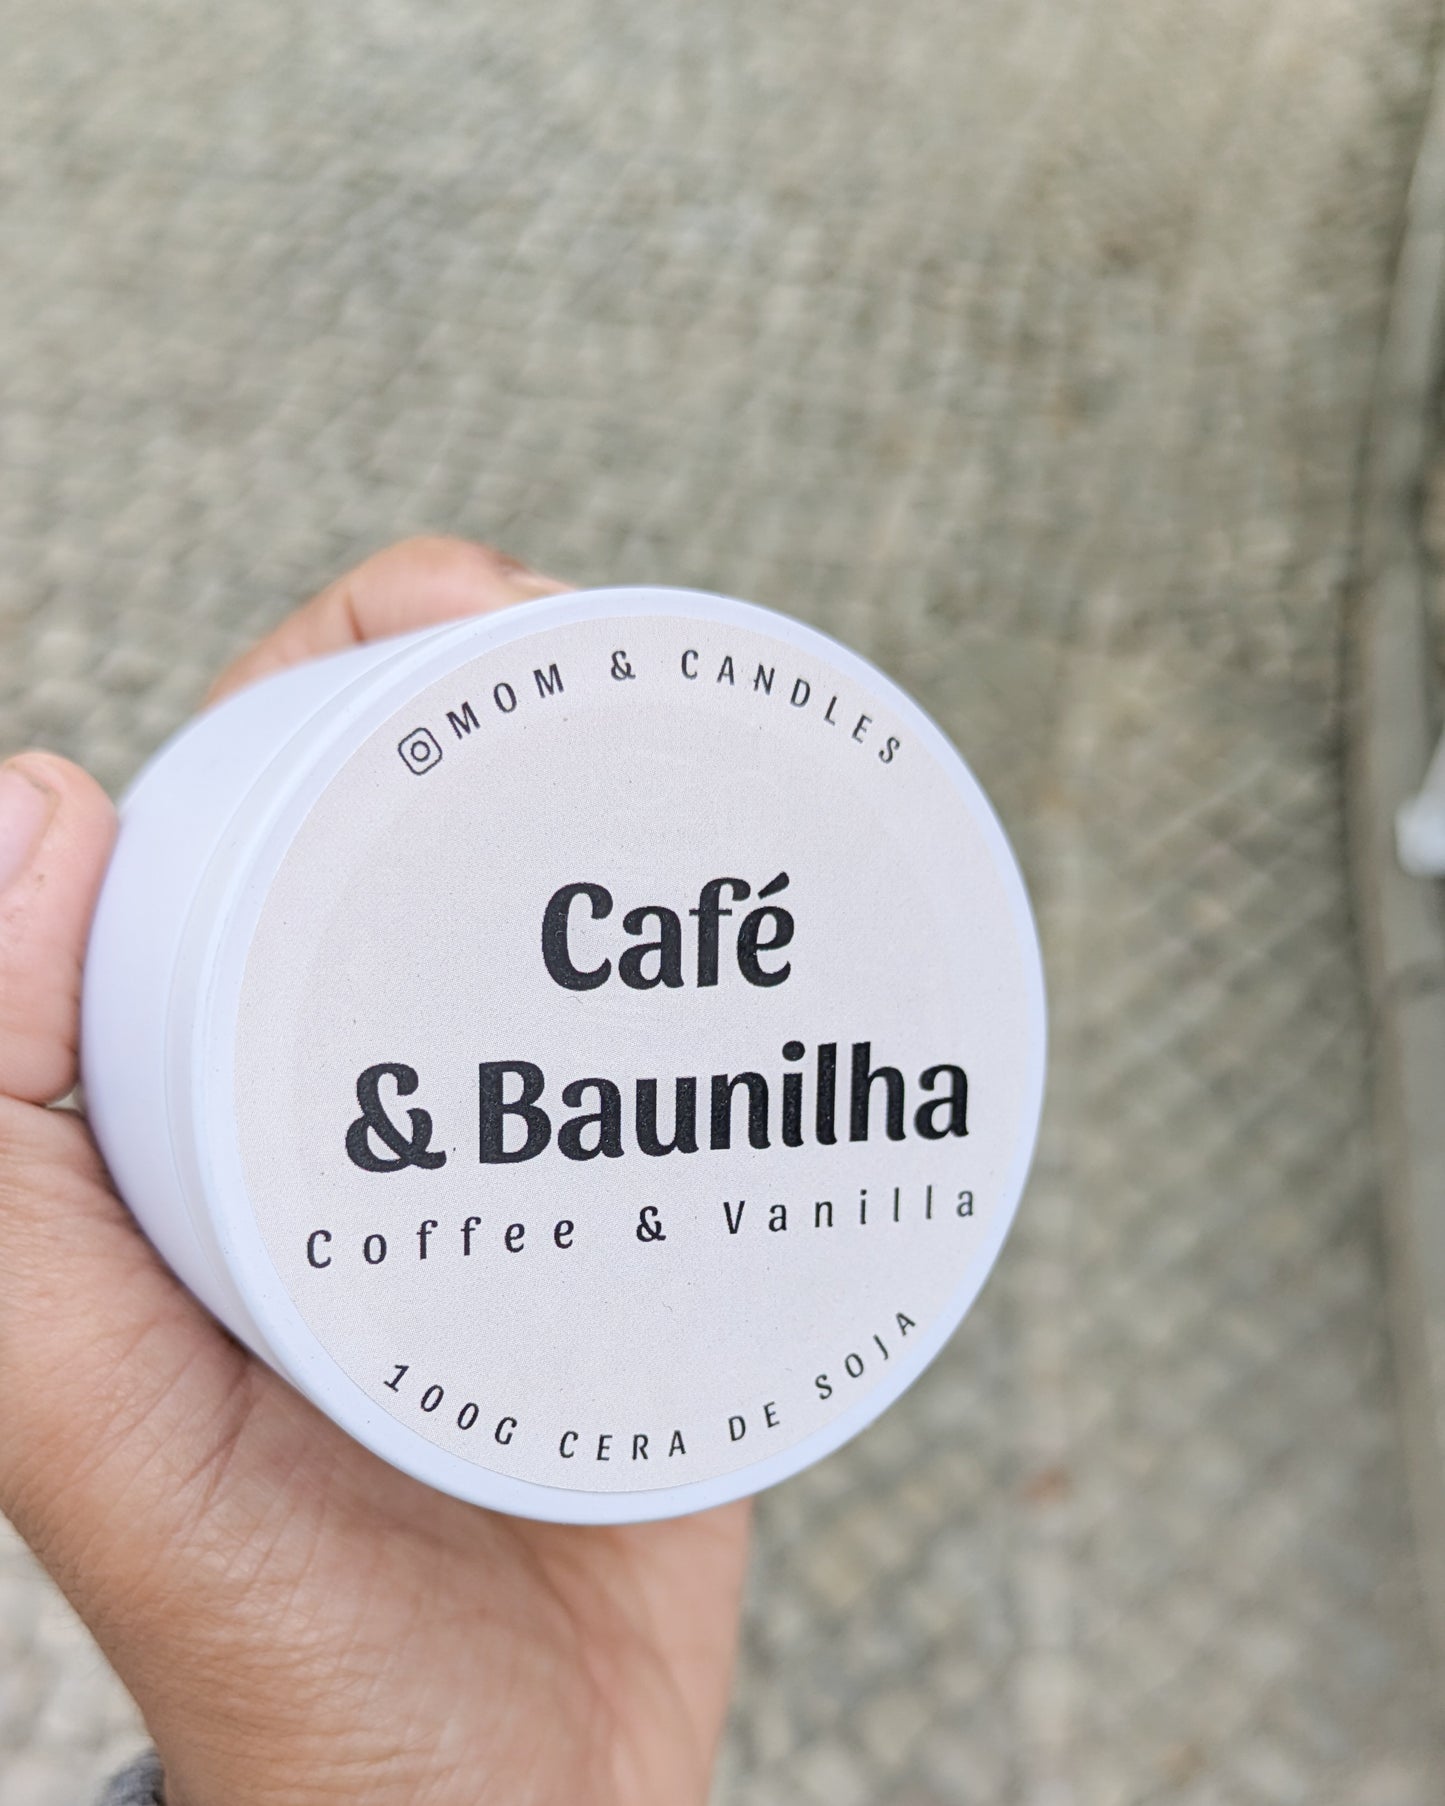 MOM & CANDLES
Café
& Baunilha
Coffee & Vanilla
100G CERA DE SOJA